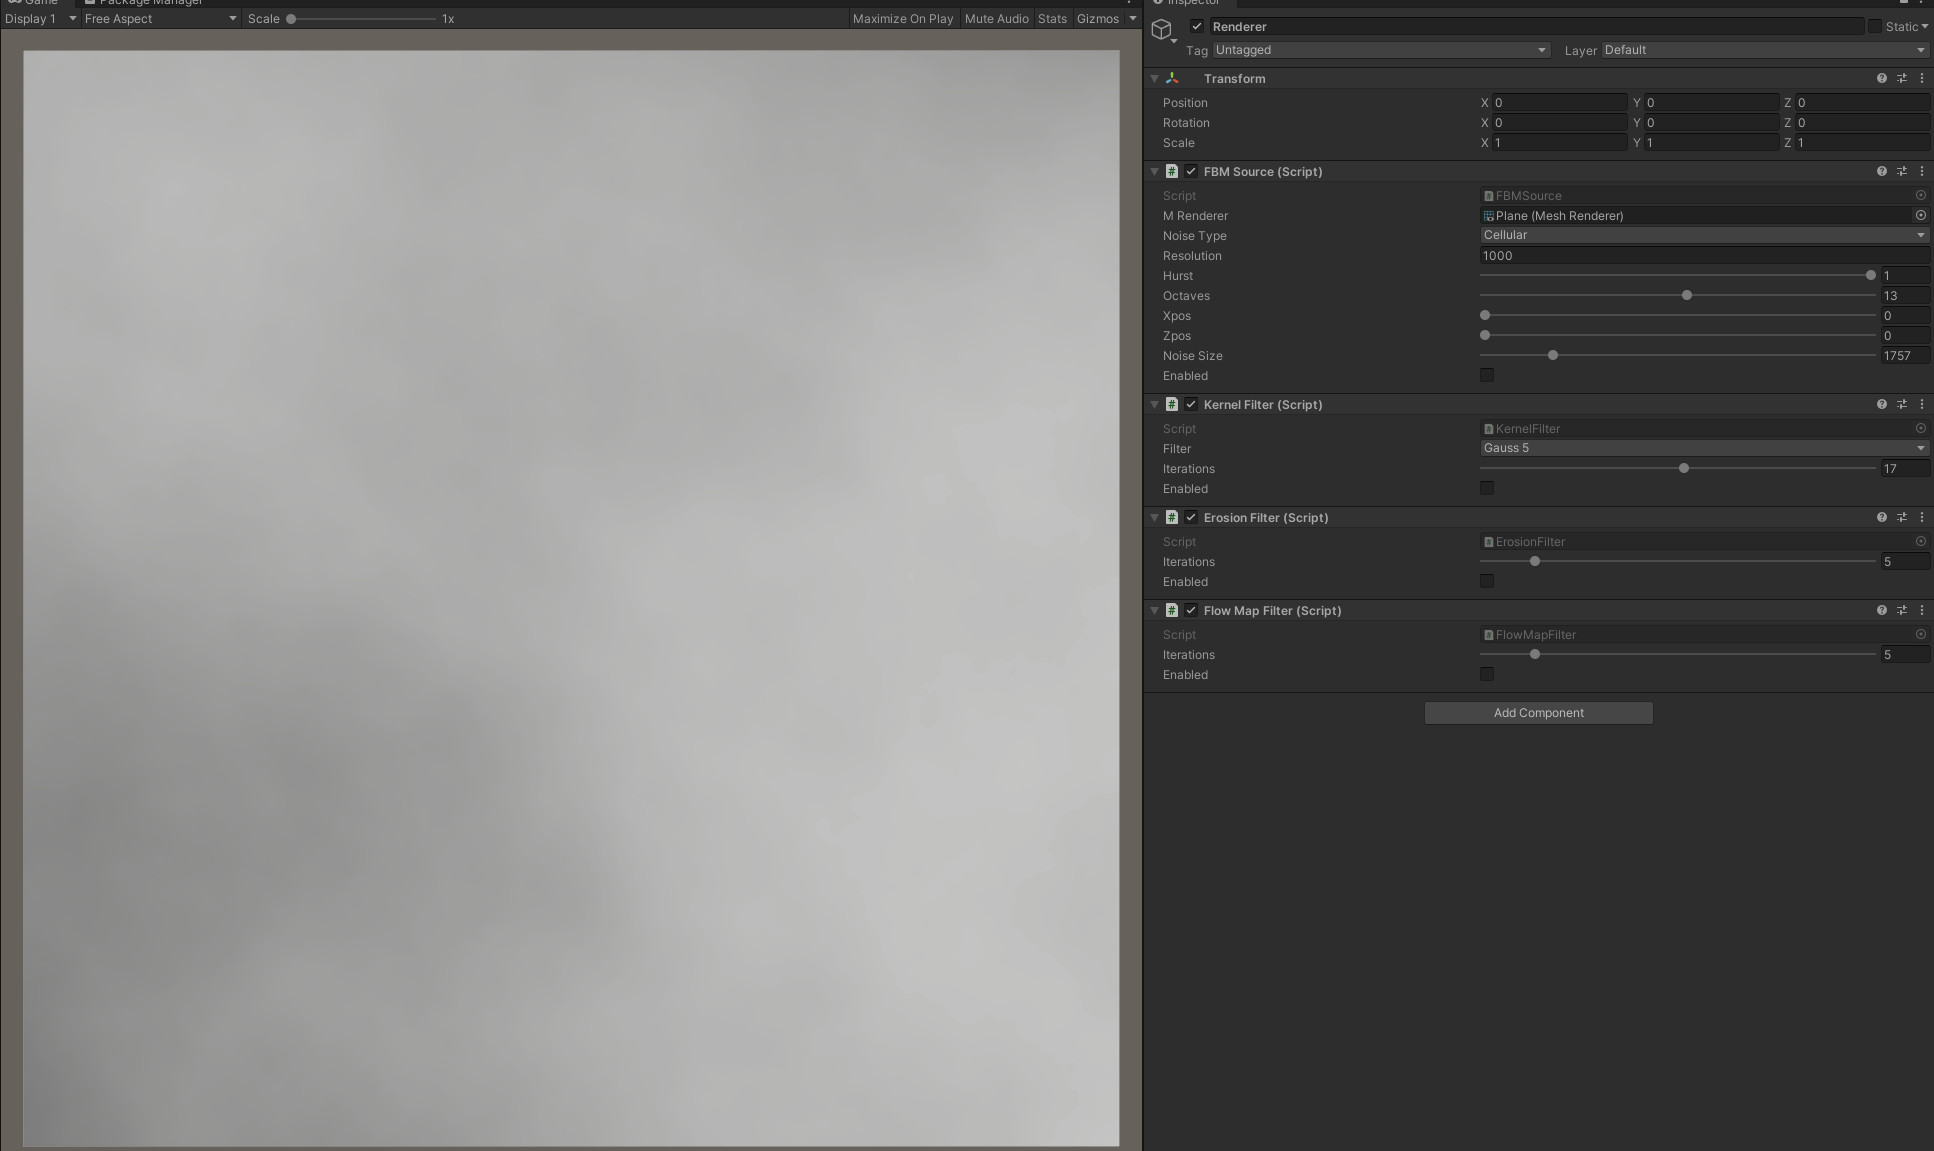 Game Package Manager
Display 1 Free Aspect Scale 1x Maximize On Play Mute Audio Stats Gizmos
Inspector
Renderer Static
Tag Untagged Layer Default
Transform
Position X 0 Y 0 Z 0
Rotation X 0 Y 0 Z 0
Scale X 1 Y 1 Z 1
# FBM Source (Script)
Script FBMSource
M Renderer Plane (Mesh Renderer)
Noise Type Cellular
Resolution 1000
Hurst 1
Octaves 13
Xpos 0
Zpos 0
Noise Size 1757
Enabled
# Kernel Filter (Script)
Script KernelFilter
Filter Gauss 5
Iterations 17
Enabled
# Erosion Filter (Script)
Script ErosionFilter
Iterations 5
Enabled
# Flow Map Filter (Script)
Script FlowMapFilter
Iterations 5
Enabled
Add Component